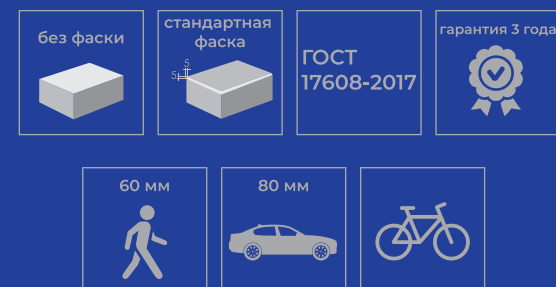 без фаски
стандартная
фаска
5
5
ГОСТ
17608-2017
гарантия 3 года
60 мм
80 мм